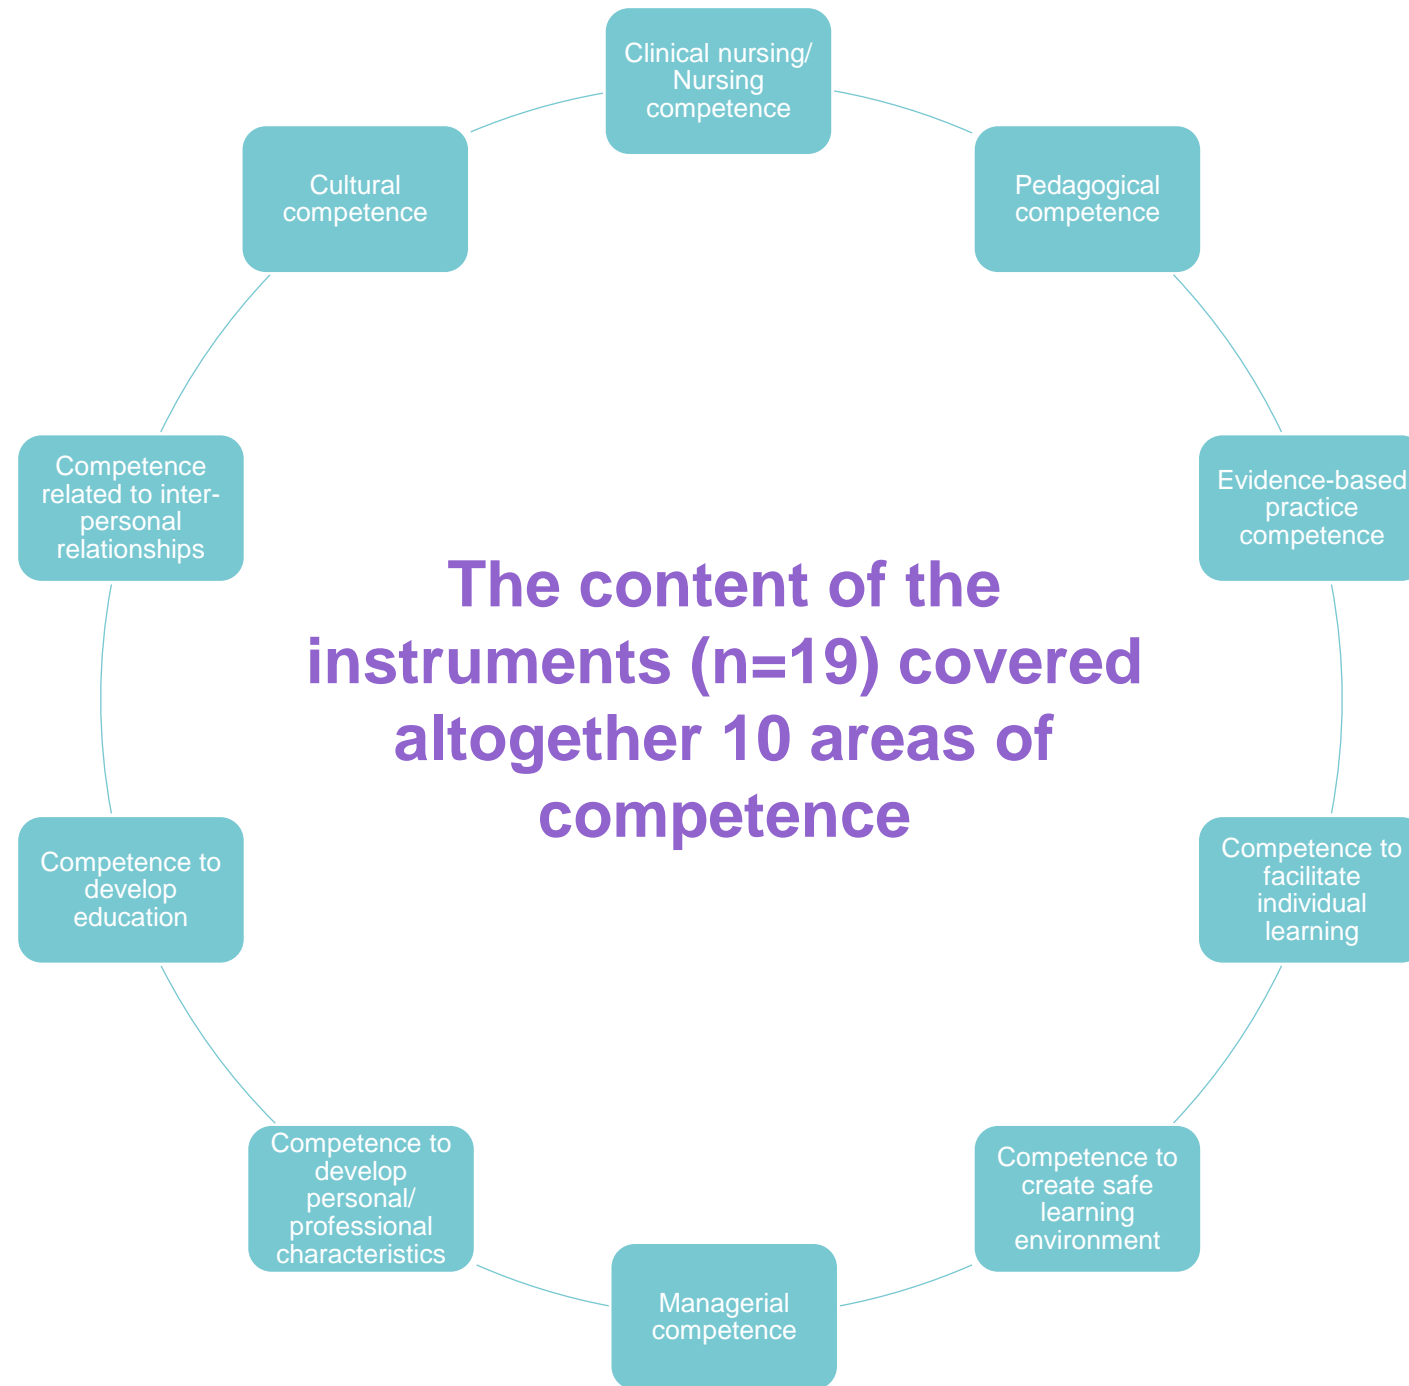 Clinical nursing/
Nursing
competence
Pedagogical
competence
Evidence-based
practice
competence
Competence to
facilitate
individual
learning
Competence to
create safe
learning
environment
Managerial
competence
Competence to
develop
personal/
professional
characteristics
Competence to
develop
education
Competence
related to inter-
personal
relationships
Cultural
competence
The content of the
instruments (n=19) covered
altogether 10 areas of
competence